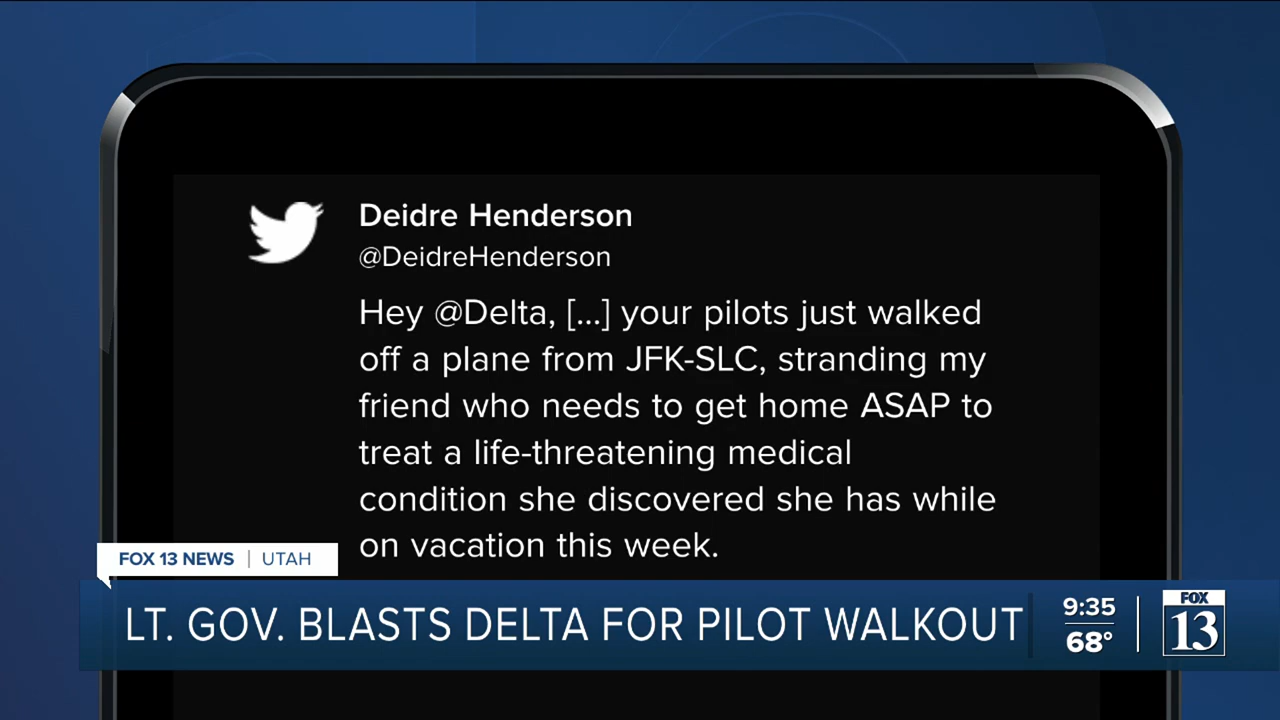 Deidre Henderson
@DeidreHenderson
Hey @Delta, [...] your pilots just walked
off a plane from JFK-SLC, stranding my
friend who needs to get home ASAP to
treat a life-threatening medical
condition she discovered she has while
on vacation this week.
FOX 13 NEWS | UTAH
LT. GOV. BLASTS DELTA FOR PILOT WALKOUT
9:35
68°
FOX
13